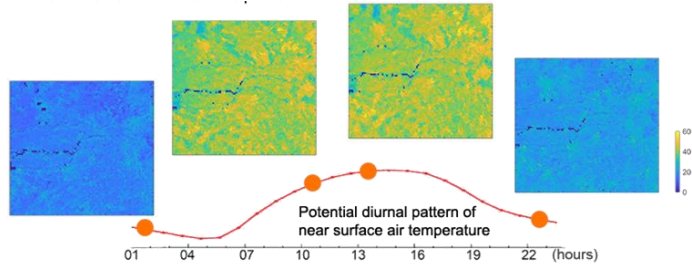 60
40
20
0
Potential diurnal pattern of
near surface air temperature
01 04 07 10 13 16 19 22 (hours)